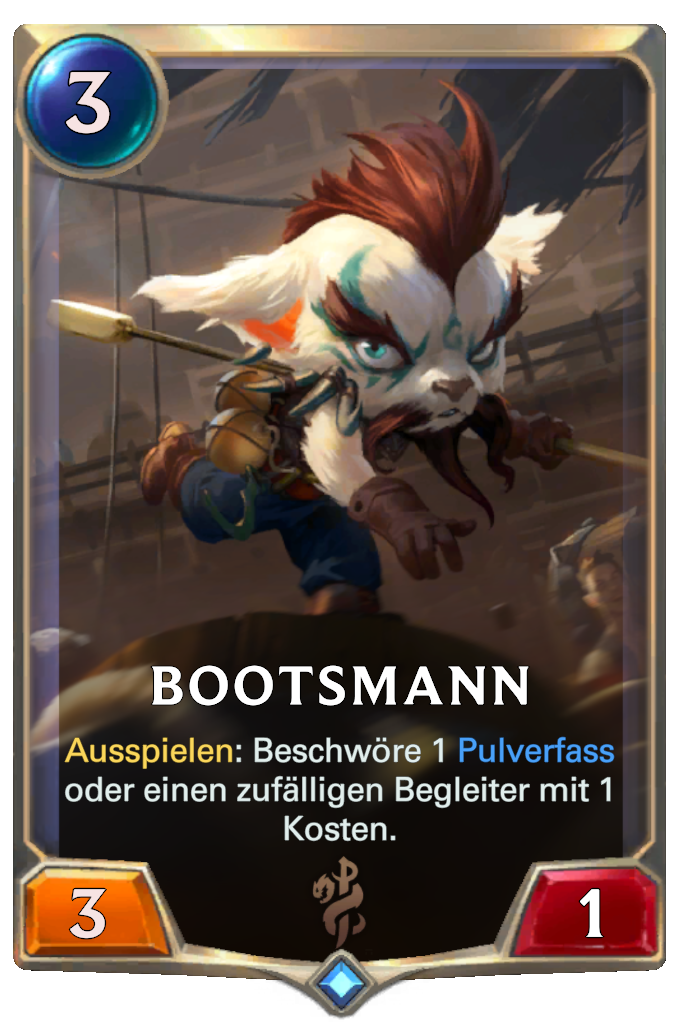 3
BOOTSMANN
Ausspielen: Beschwöre 1 Pulverfass
oder einen zufälligen Begleiter mit 1
Kosten.
3
1